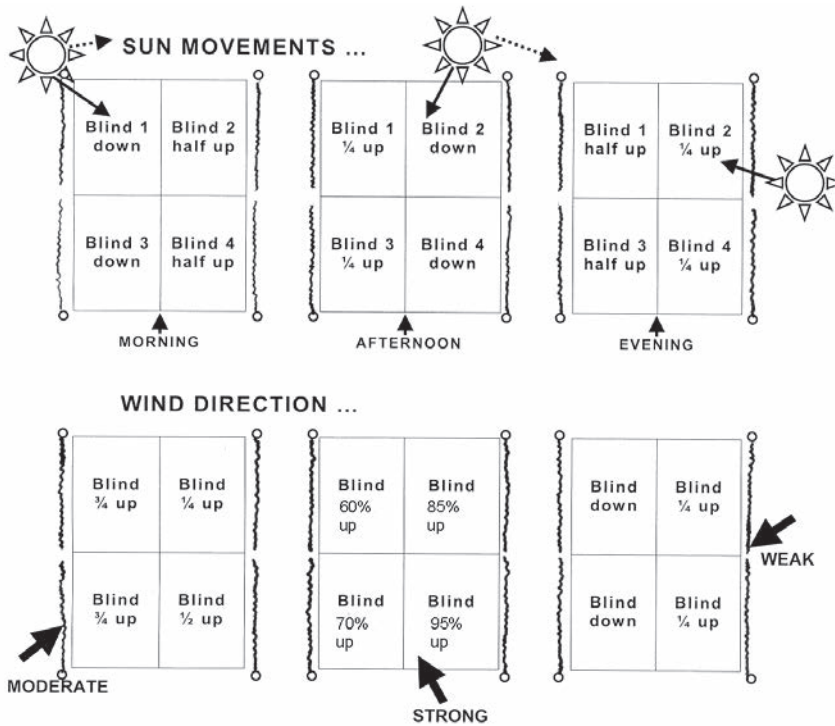 SUN MOVEMENTS ...
Blind 1
down
Blind 2
half up
Blind 3
down
Blind 4
half up
MORNING
Blind 1
¼ up
Blind 2
down
Blind 3
¼ up
Blind 4
down
AFTERNOON
Blind 1
half up
Blind 2
¼ up
Blind 3
half up
Blind 4
¼ up
EVENING
WIND DIRECTION ...
Blind
¾ up
Blind
¼ up
Blind
¾ up
Blind
½ up
MODERATE
Blind
60%
up
Blind
85%
up
Blind
70%
up
Blind
95%
up
STRONG
Blind
down
Blind
¼ up
Blind
down
Blind
¼ up
WEAK